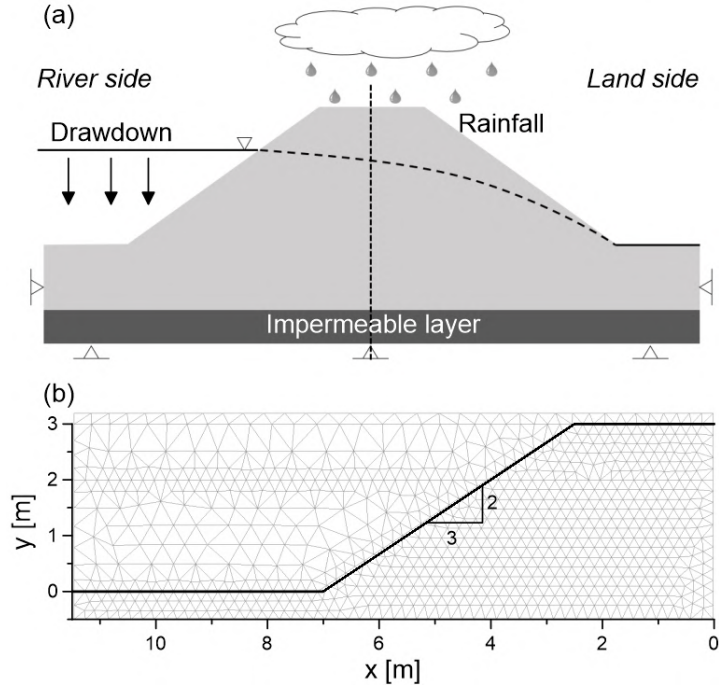 (a)
River side
Land side
Drawdown
Rainfall
Impermeable layer
(b)
3
2
1
0
y [m]
2
3
10
8
6
4
2
0
x [m]